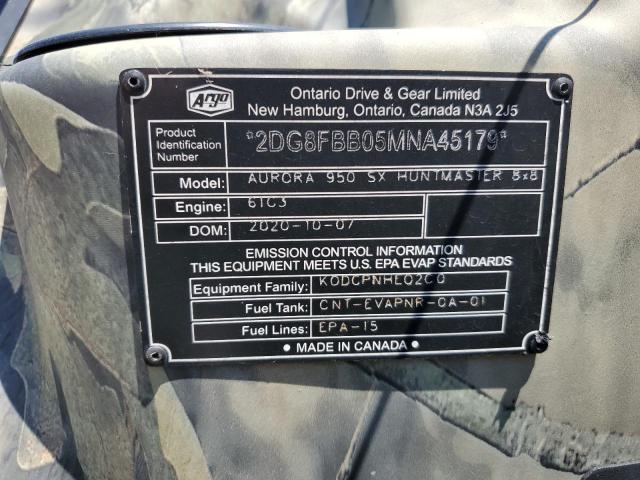 Argo
Ontario Drive & Gear Limited
New Hamburg, Ontario, Canada N3A 2J5
Product Identification Number
*2DG8FBB05MNA45179*
Model: AURORA 950 SX HUNTMASTER 8x8
Engine: 61C3
DOM: 2020-10-07
EMISSION CONTROL INFORMATION
THIS EQUIPMENT MEETS U.S. EPA EVAP STANDARDS
Equipment Family: KODCPNHL02C0
Fuel Tank: CNT-EVAPNR-CA-01
Fuel Lines: EPA-15
• MADE IN CANADA •